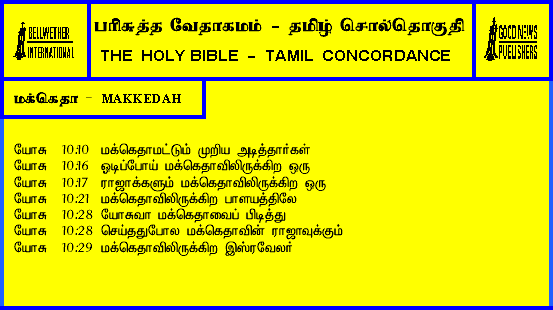 BELLWETHER
INTERNATIONAL
பரிசுத்த வேதாகமம் - தமிழ் சொல்தொகுதி
THE HOLY BIBLE - TAMIL CONCORDANCE
GOOD NEWS
PUBLISHERS
மக்கெதா - MAKKEDAH
யோசு 10:10 மக்கெதாமட்டும் முறிய அடித்தார்கள்
யோசு 10:16 ஓடிப்போய் மக்கெதாவிலிருக்கிற ஒரு
யோசு 10:17 ராஜாக்களும் மக்கெதாவிலிருக்கிற ஒரு
யோசு 10:21 மக்கெதாவிலிருக்கிற பாளயத்திலே
யோசு 10:28 யோசுவா மக்கெதாவைப் பிடித்து
யோசு 10:28 செய்ததுபோல மக்கெதாவின் ராஜாவுக்கும்
யோசு 10:29 மக்கெதாவிலிருக்கிற இஸ்ரவேலர்